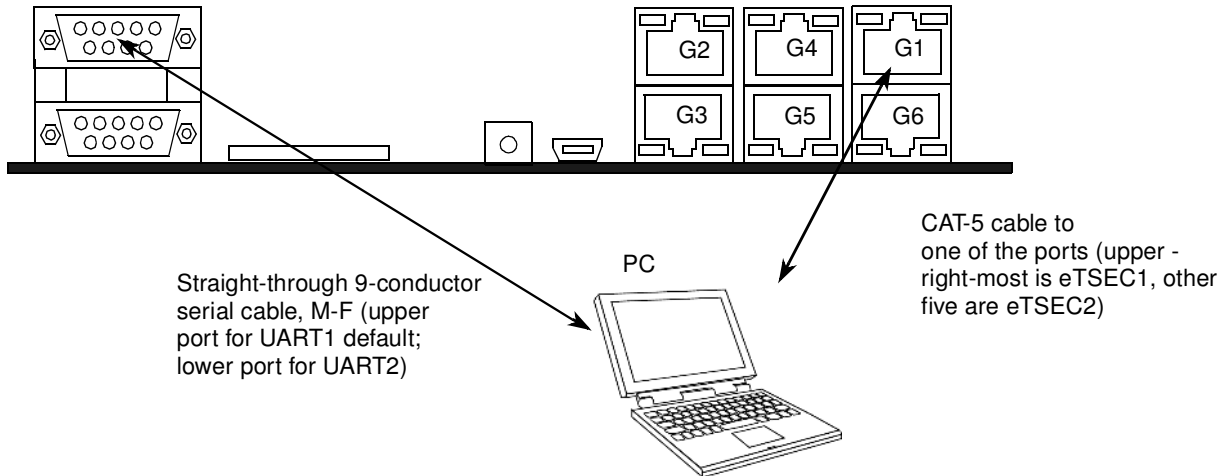 G2
G4
G1
G3
G5
G6
PC
Straight-through 9-conductor
serial cable, M-F (upper
port for UART1 default;
lower port for UART2)
CAT-5 cable to
one of the ports (upper -
right-most is eTSEC1, other
five are eTSEC2)